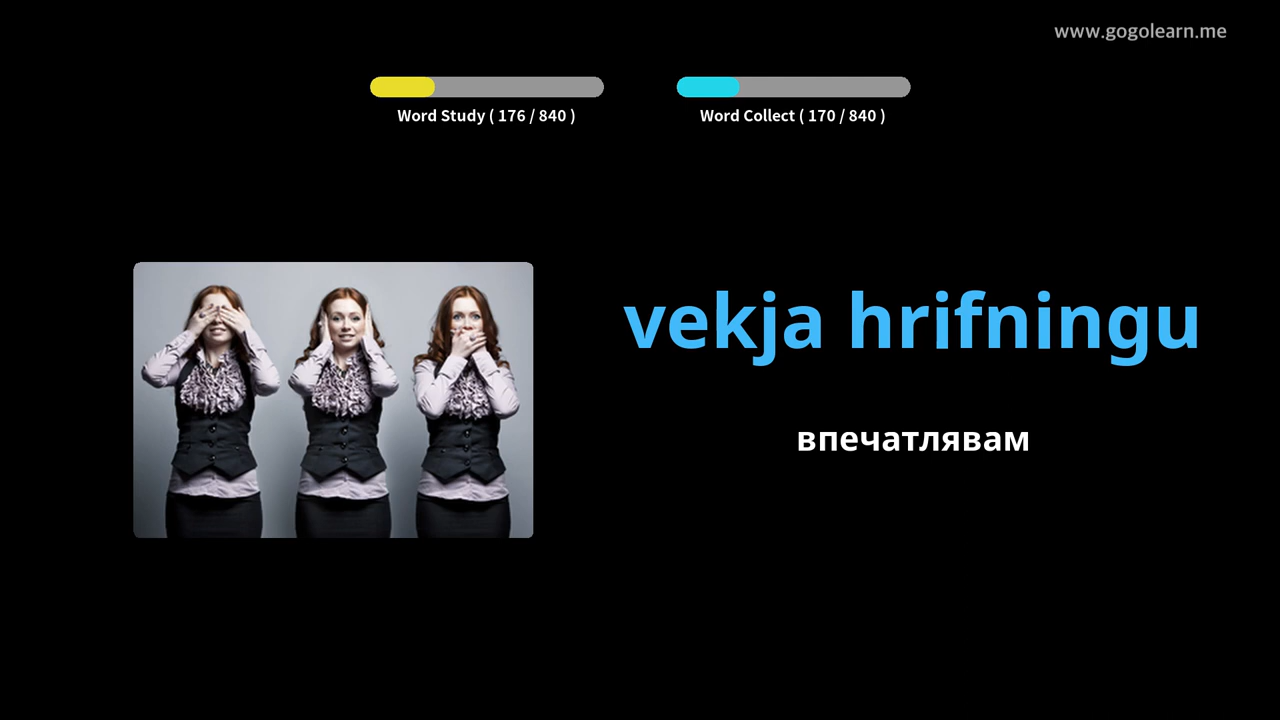 www.gogolearn.me
Word Study ( 176 / 840 )
Word Collect ( 170 / 840 )
vekja hrifningu
впечатлявам